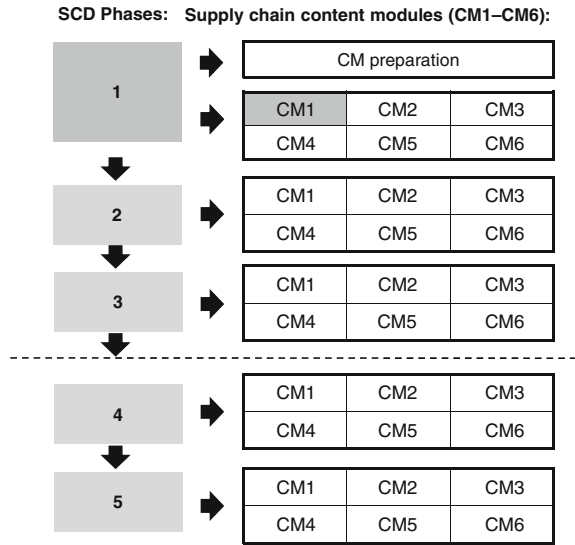 SCD Phases: Supply chain content modules (CM1–CM6):
CM preparation
1
CM1 CM2 CM3
CM4 CM5 CM6
2
CM1 CM2 CM3
CM4 CM5 CM6
3
CM1 CM2 CM3
CM4 CM5 CM6
4
CM1 CM2 CM3
CM4 CM5 CM6
5
CM1 CM2 CM3
CM4 CM5 CM6